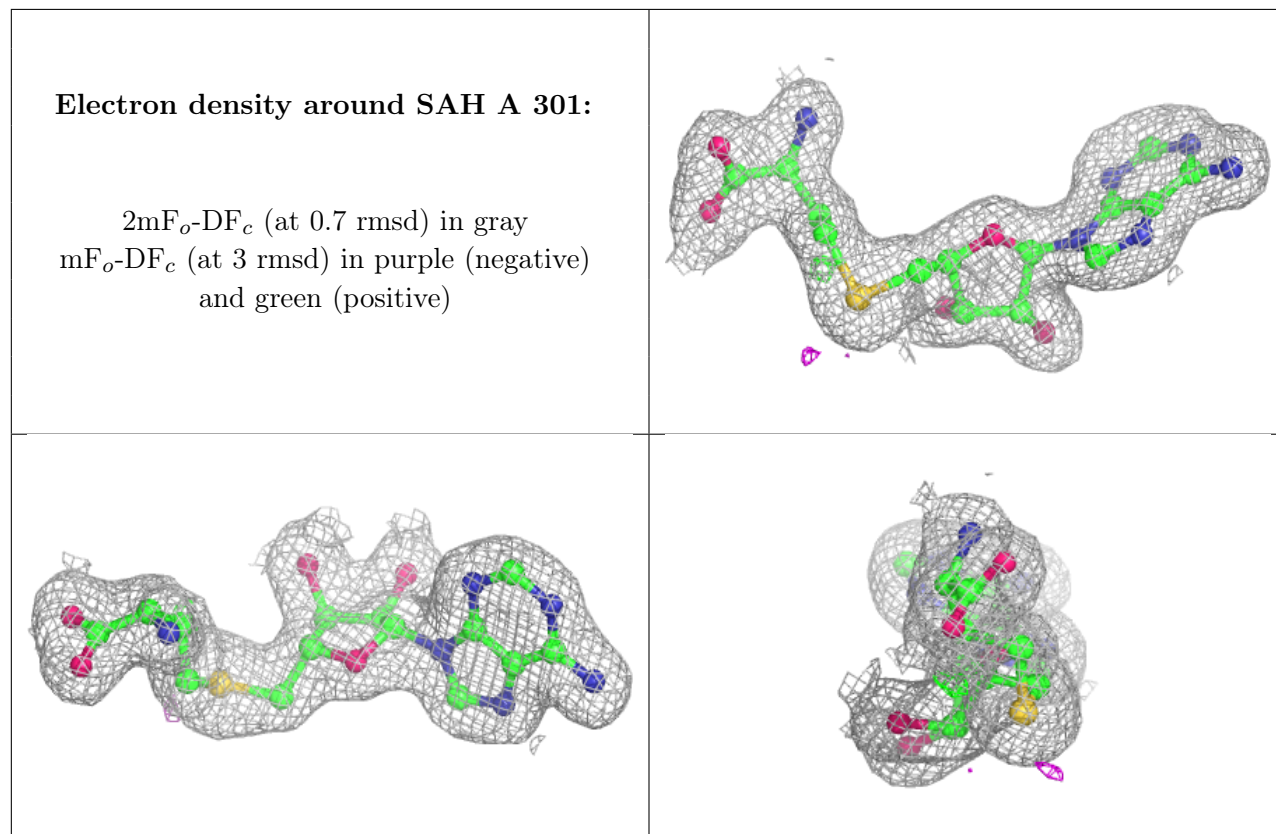 Electron density around SAH A 301:
2mFo-DFc (at 0.7 rmsd) in gray
mFo-DFc (at 3 rmsd) in purple (negative)
and green (positive)